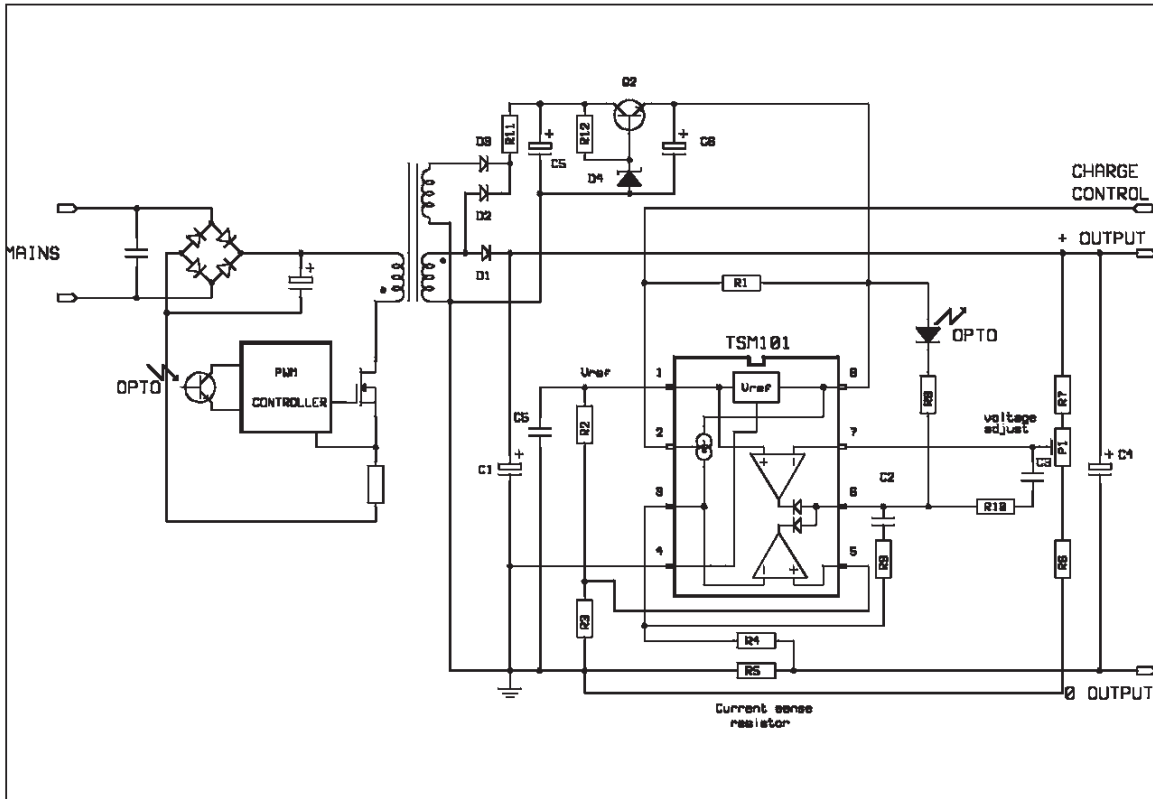 Q2
R11
R12
D3
C5
C6
D4
D2
CHARGE
CONTROL
MAINS
+ OUTPUT
+
D1
R1
OPTO
TSM101
OPTO
PWM
CONTROLLER
Vref
1
Vref
8
R8
R7
voltage
adjust
C5
R2
2
7
P1
C1
C3
C4
3
C2
6
R10
4
5
R9
R6
R3
R4
R5
0 OUTPUT
Current sense
resistor